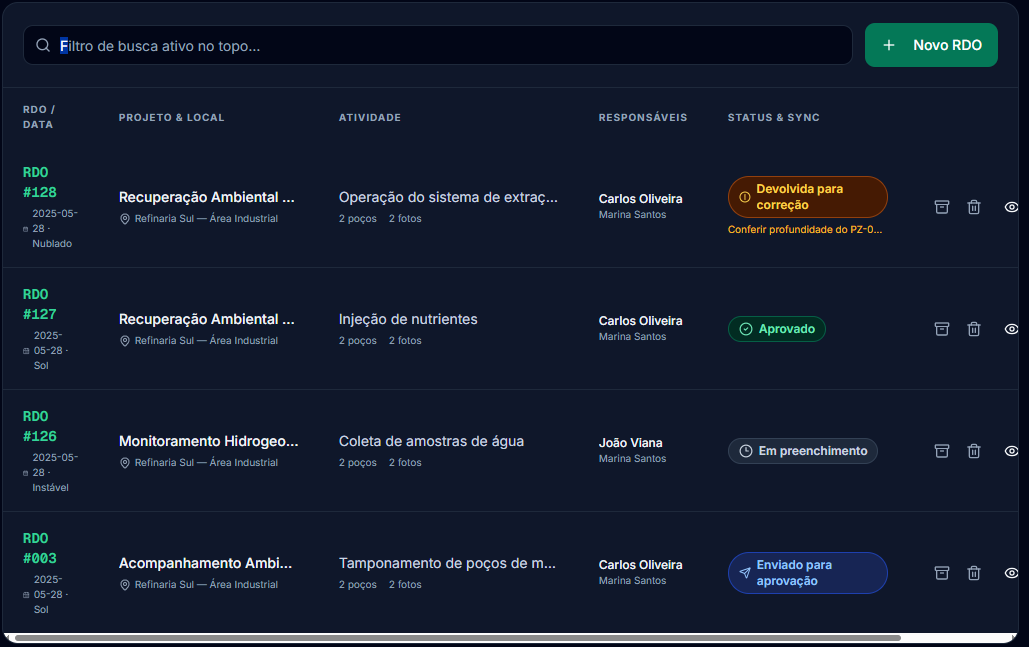 Filtro de busca ativo no topo...
+ Novo RDO
RDO /
DATA
PROJETO & LOCAL
ATIVIDADE
RESPONSÁVEIS
STATUS & SYNC
RDO
#128
2025-05-
28 ·
Nublado
Recuperação Ambiental ...
Refinaria Sul — Área Industrial
Operação do sistema de extraç...
2 poços 2 fotos
Carlos Oliveira
Marina Santos
Devolvida para
correção
Conferir profundidade do PZ-0...
RDO
#127
2025-
05-28 ·
Sol
Recuperação Ambiental ...
Refinaria Sul — Área Industrial
Injeção de nutrientes
2 poços 2 fotos
Carlos Oliveira
Marina Santos
Aprovado
RDO
#126
2025-05-
28 ·
Instável
Monitoramento Hidrogeo...
Refinaria Sul — Área Industrial
Coleta de amostras de água
2 poços 2 fotos
João Viana
Marina Santos
Em preenchimento
RDO
#003
2025-
05-28 ·
Sol
Acompanhamento Ambi...
Refinaria Sul — Área Industrial
Tamponamento de poços de m...
2 poços 2 fotos
Carlos Oliveira
Marina Santos
Enviado para
aprovação